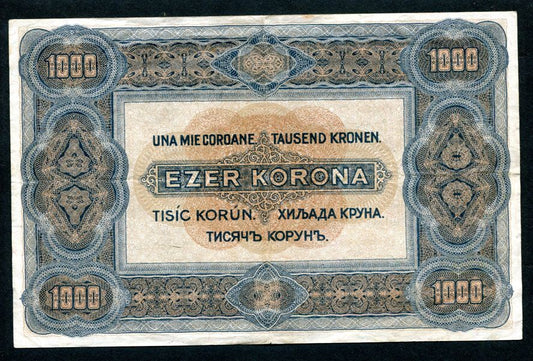 1000 1000
UNA MIE COROANE. TAUSEND KRONEN.
EZER KORONA
TISÍC KORÚN. ХИЉАДА КРУНА.
ТИСЯЧЪ КОРУНЪ.
1000 1000